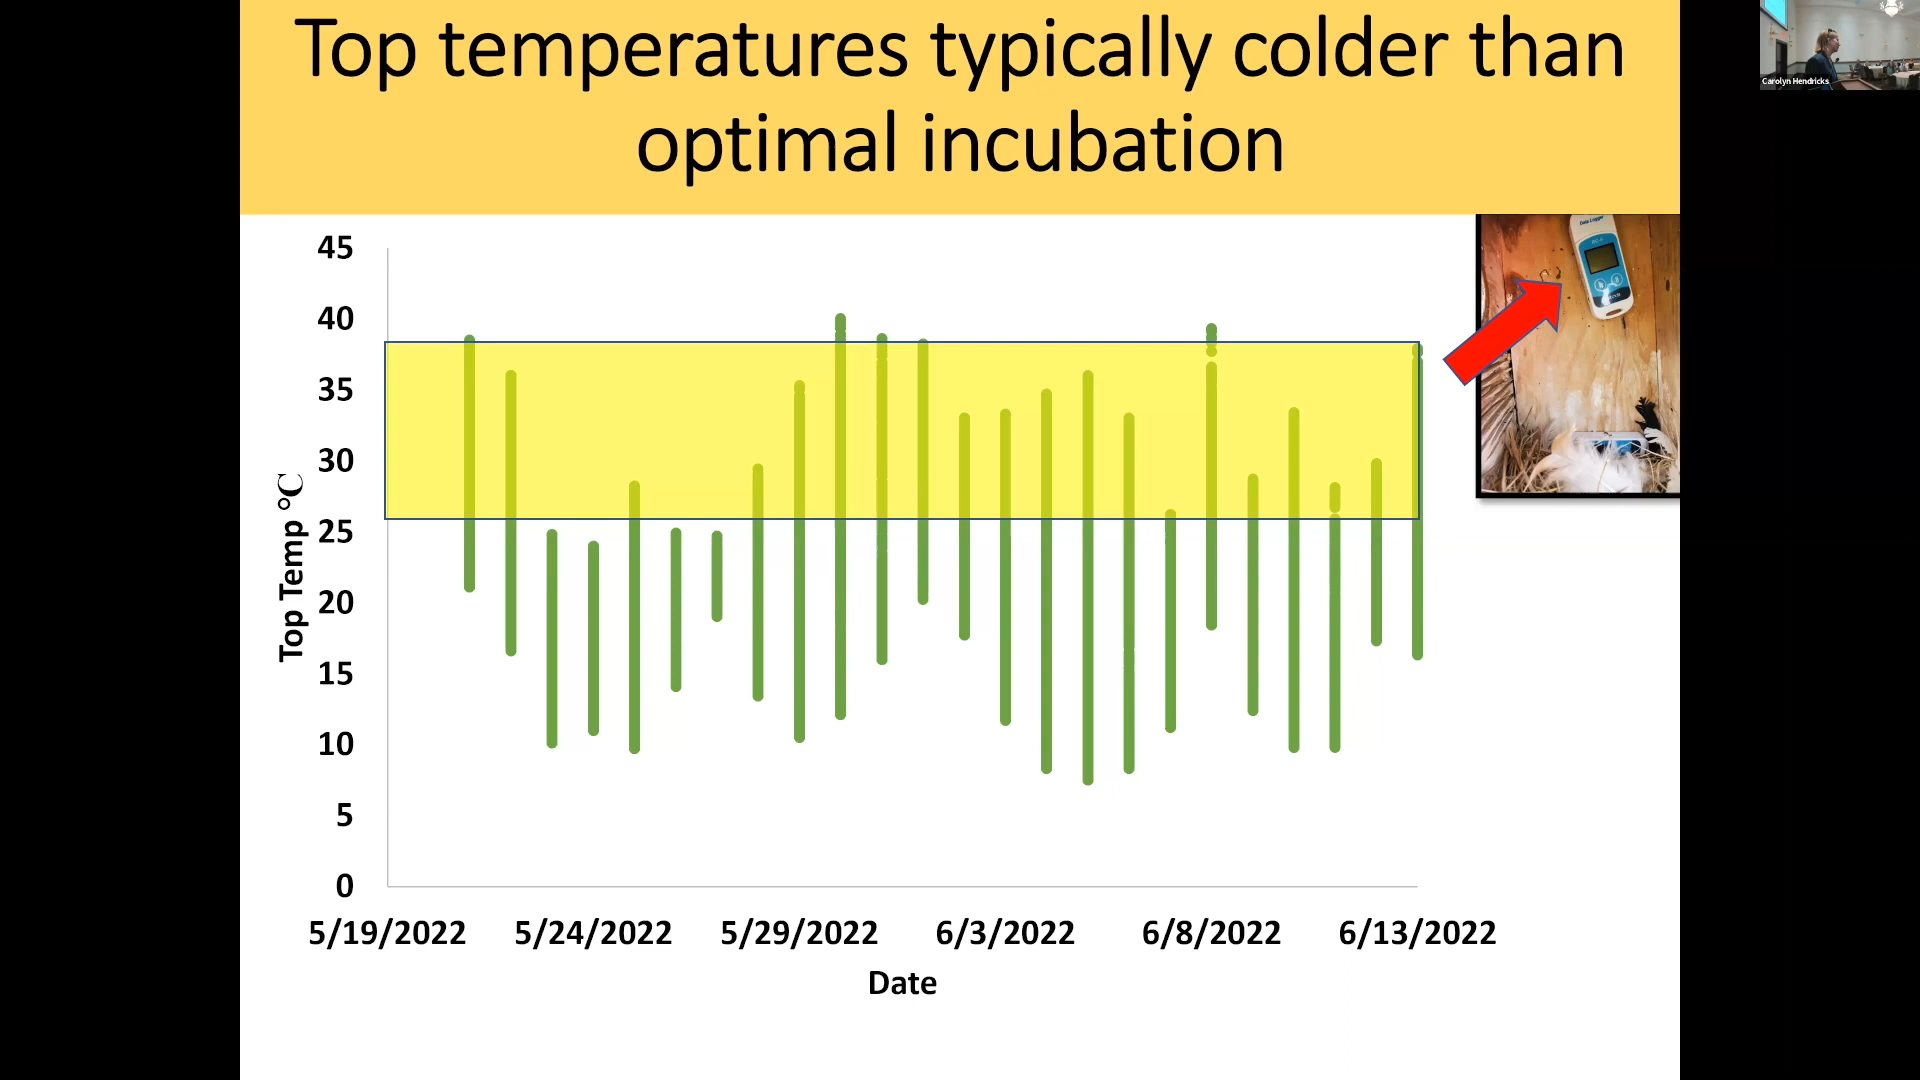 Top temperatures typically colder than
optimal incubation
Carolyn Hendricks
Data Logger
45
40
35
30
25
20
15
10
5
0
Top Temp °C
5/19/2022 5/24/2022 5/29/2022 6/3/2022 6/8/2022 6/13/2022
Date